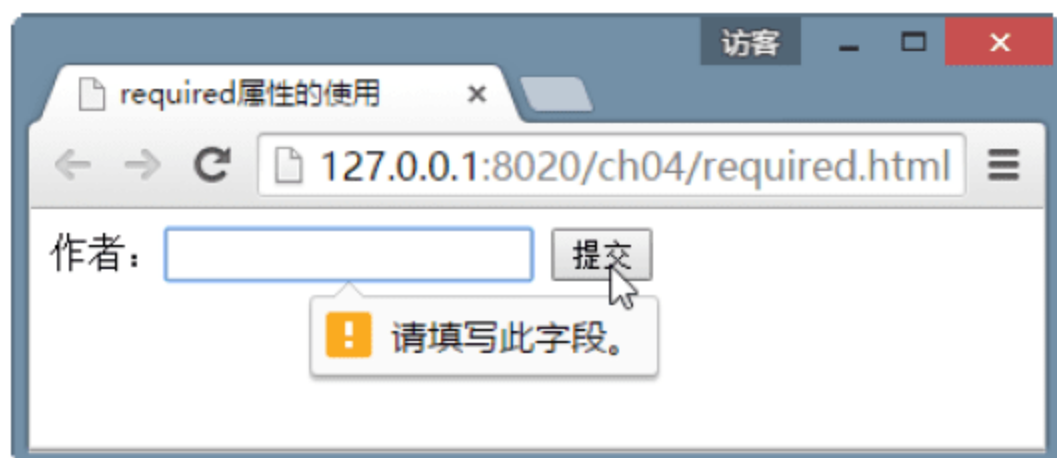 访客
required属性的使用
127.0.0.1:8020/ch04/required.html
作者： 提交
请填写此字段。